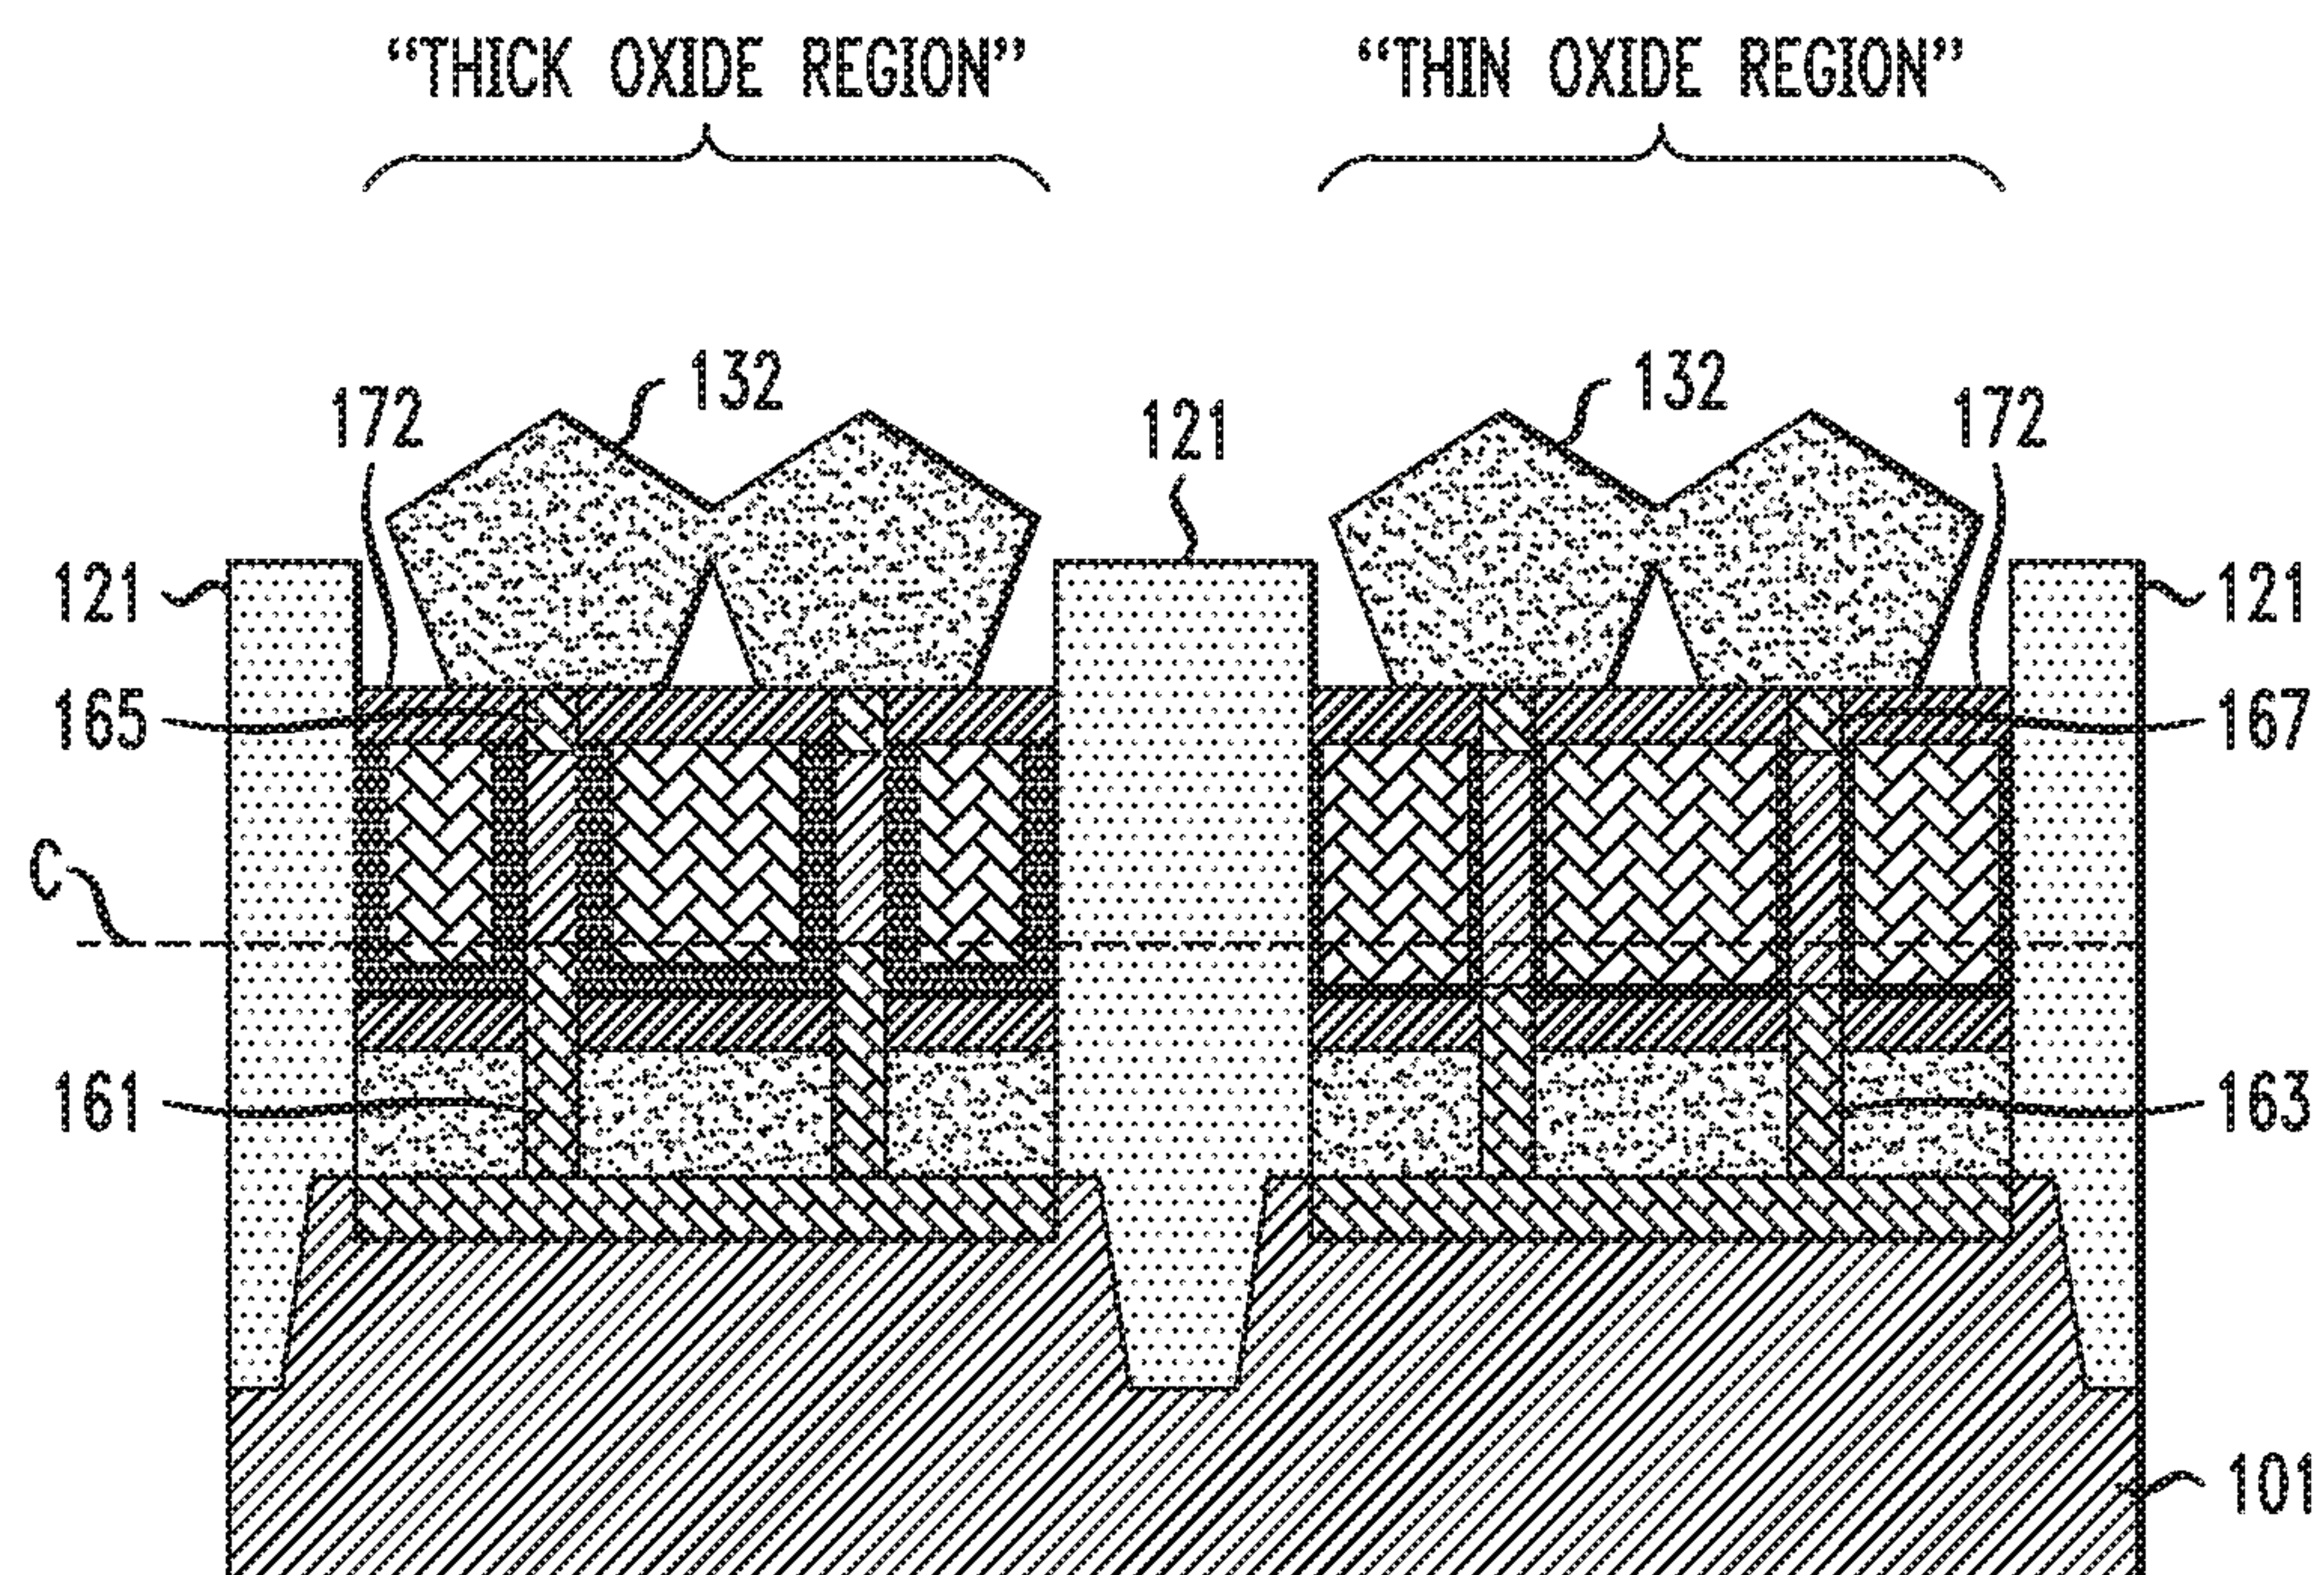 “THICK OXIDE REGION” “THIN OXIDE REGION”
132 132
172 121 172
121 121
165 167
C
161 163
101